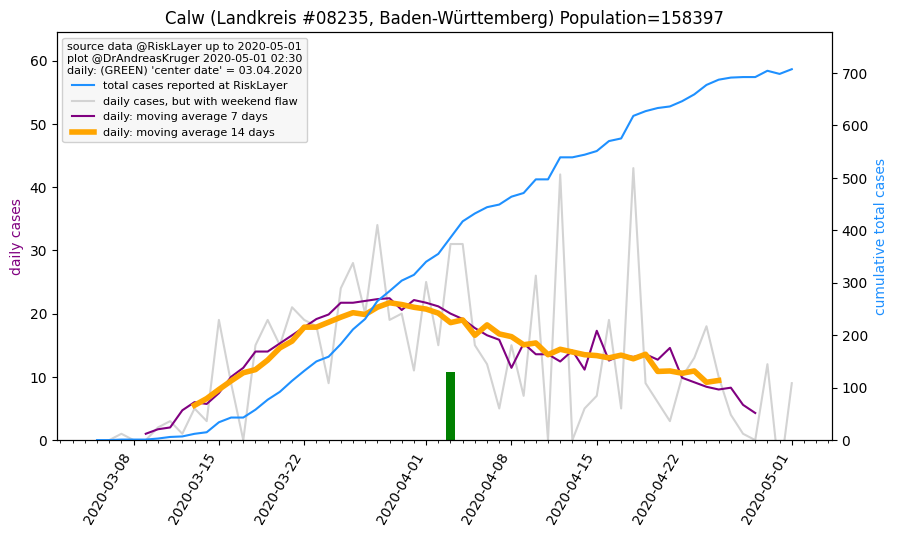 Calw (Landkreis #08235, Baden-Württemberg) Population=158397
source data @RiskLayer up to 2020-05-01
plot @DrAndreasKruger 2020-05-01 02:30
daily: (GREEN) 'center date' = 03.04.2020
total cases reported at RiskLayer
daily cases, but with weekend flaw
daily: moving average 7 days
daily: moving average 14 days
daily cases
60
50
40
30
20
10
0
cumulative total cases
700
600
500
400
300
200
100
0
2020-03-08
2020-03-15
2020-03-22
2020-04-01
2020-04-08
2020-04-15
2020-04-22
2020-05-01